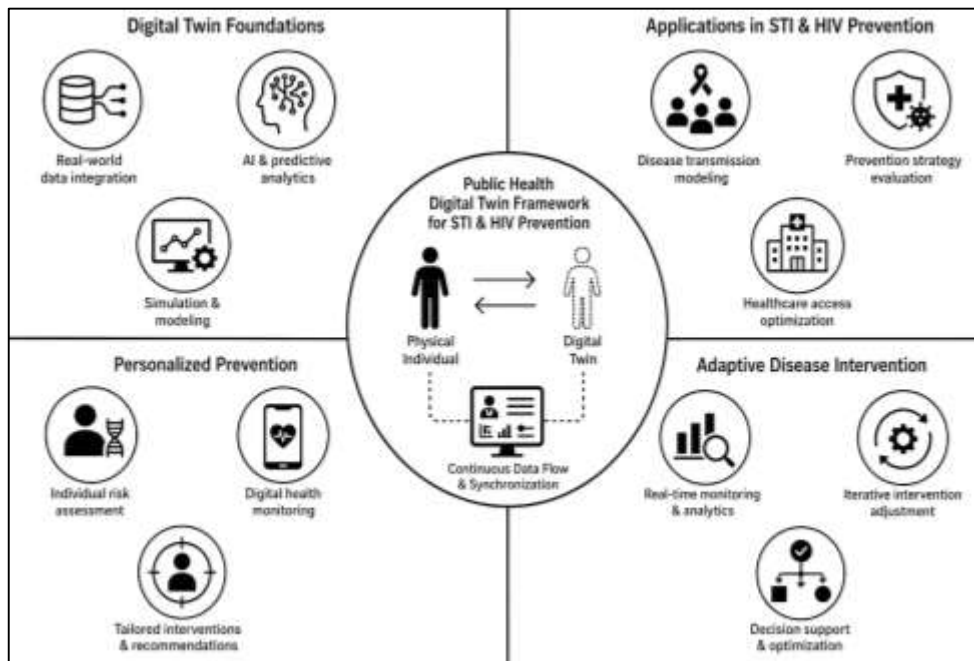 Digital Twin Foundations
Real-world
data integration
AI & predictive
analytics
Simulation &
modeling
Applications in STI & HIV Prevention
Disease transmission
modeling
Prevention strategy
evaluation
Healthcare access
optimization
Public Health
Digital Twin Framework
for STI & HIV Prevention
Physical
Individual
Digital
Twin
Continuous Data Flow
& Synchronization
Personalized Prevention
Individual risk
assessment
Digital health
monitoring
Tailored interventions
& recommendations
Adaptive Disease Intervention
Real-time monitoring
& analytics
Iterative intervention
adjustment
Decision support
& optimization